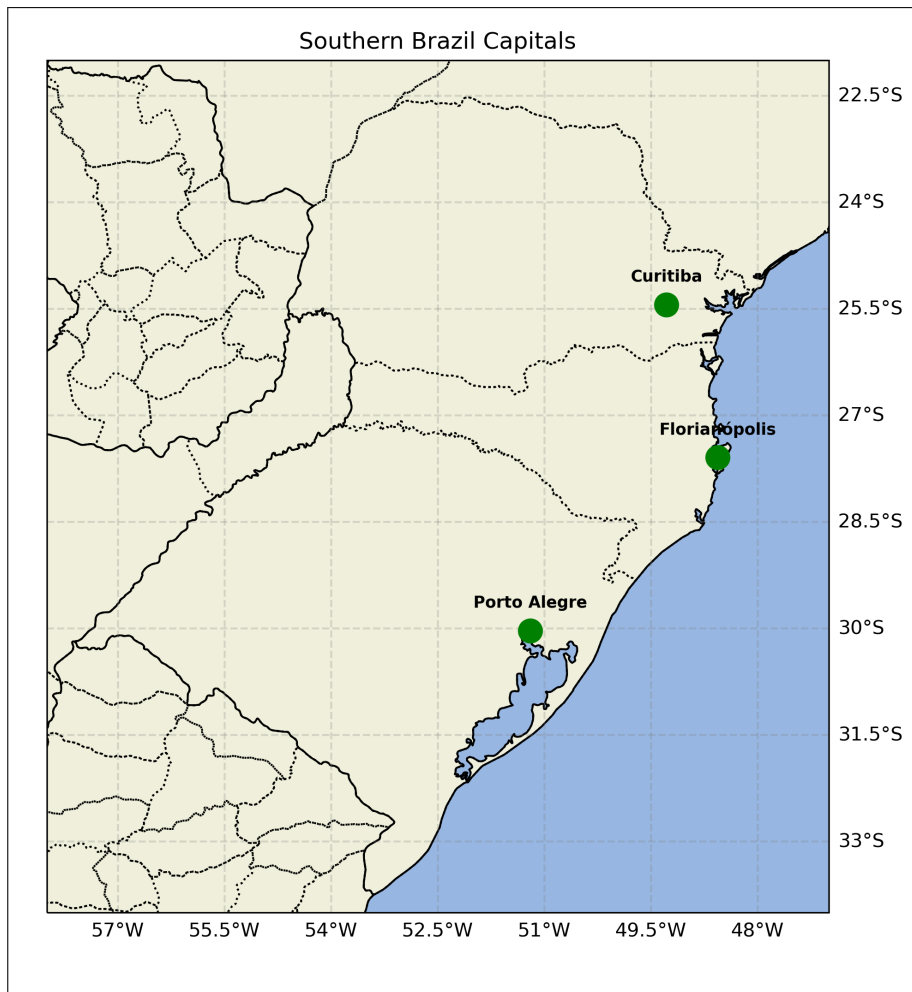 Southern Brazil Capitals
22.5°S
24°S
Curitiba
25.5°S
27°S
Florianópolis
28.5°S
Porto Alegre
30°S
31.5°S
33°S
57°W 55.5°W 54°W 52.5°W 51°W 49.5°W 48°W